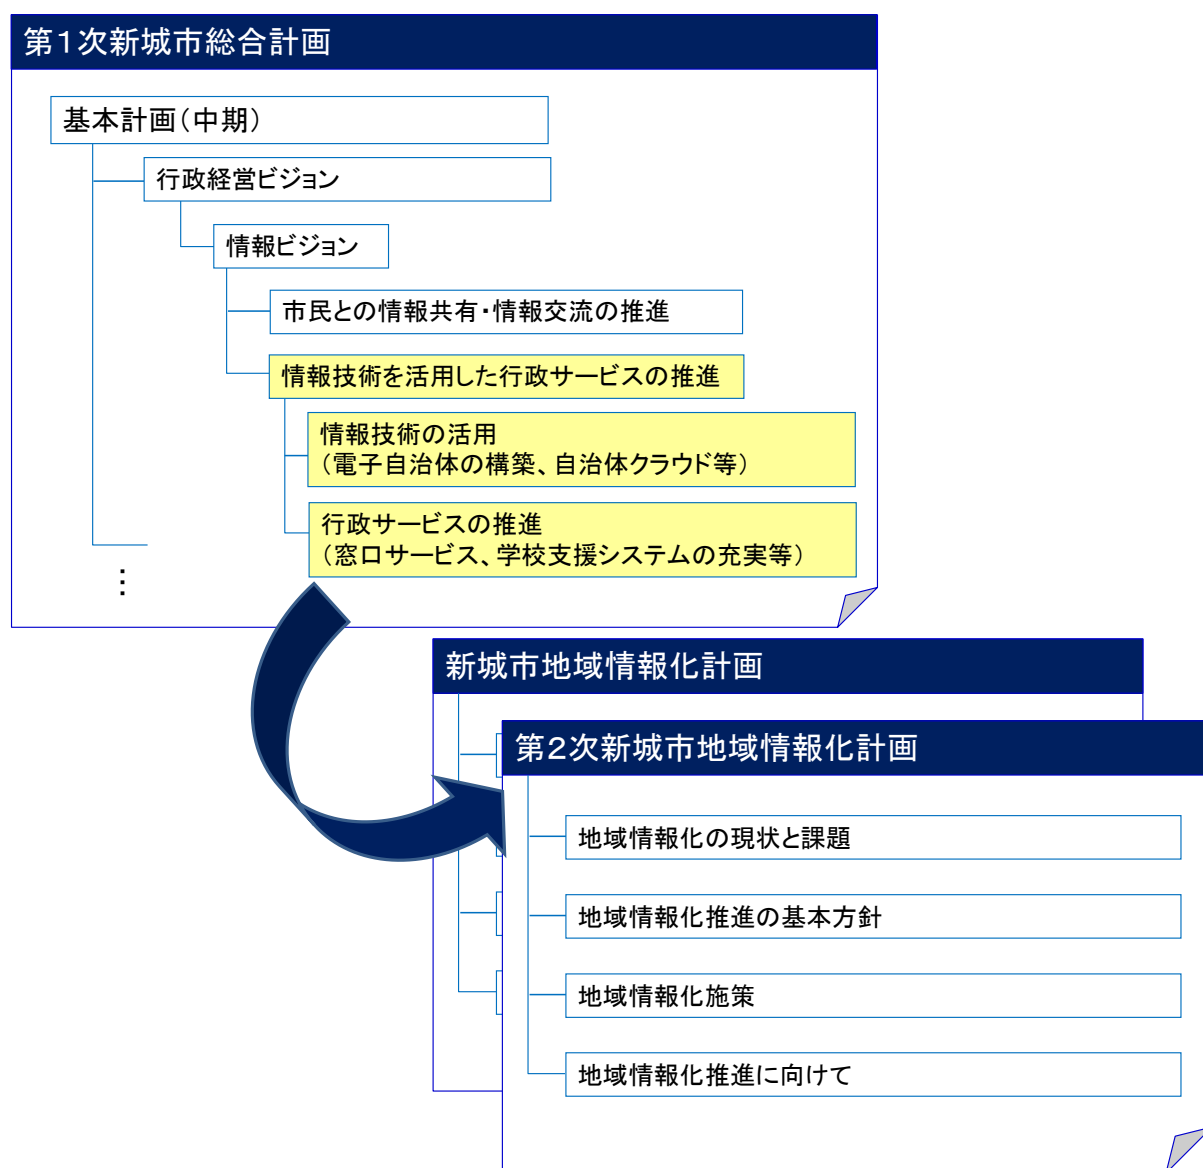 第１次新城市総合計画
基本計画（中期）
行政経営ビジョン
情報ビジョン
市民との情報共有・情報交流の推進
情報技術を活用した行政サービスの推進
情報技術の活用
（電子自治体の構築、自治体クラウド等）
行政サービスの推進
（窓口サービス、学校支援システムの充実等）
…
新城市地域情報化計画
第２次新城市地域情報化計画
地域情報化の現状と課題
地域情報化推進の基本方針
地域情報化施策
地域情報化推進に向けて